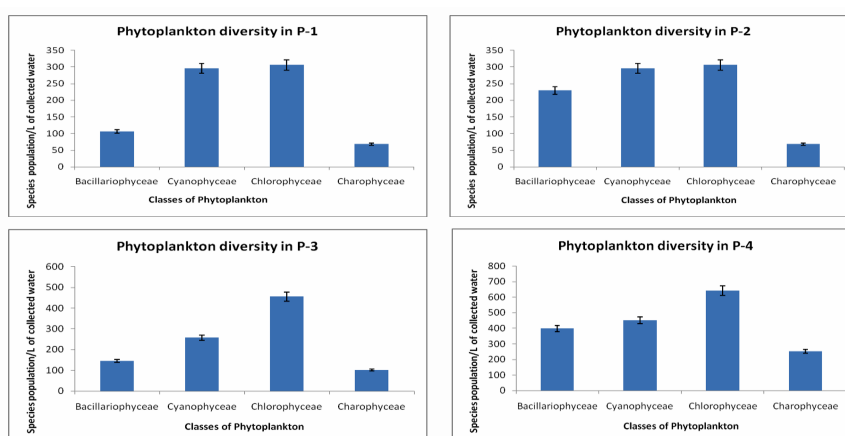 Phytoplankton diversity in P-1
Species population/L of collected water
350
300
250
200
150
100
50
0
Bacillariophyceae Cyanophyceae Chlorophyceae Charophyceae
Classes of Phytoplankton
Phytoplankton diversity in P-2
Species population/L of collected water
350
300
250
200
150
100
50
0
Bacillariophyceae Cyanophyceae Chlorophyceae Charophyceae
Classes of Phytoplankton
Phytoplankton diversity in P-3
Species population/L of collected water
600
500
400
300
200
100
0
Bacillariophyceae Cyanophyceae Chlorophyceae Charophyceae
Classes of Phytoplankton
Phytoplankton diversity in P-4
Species population/L of collected water
800
700
600
500
400
300
200
100
0
Bacillariophyceae Cyanophyceae Chlorophyceae Charophyceae
Classes of Phytoplankton